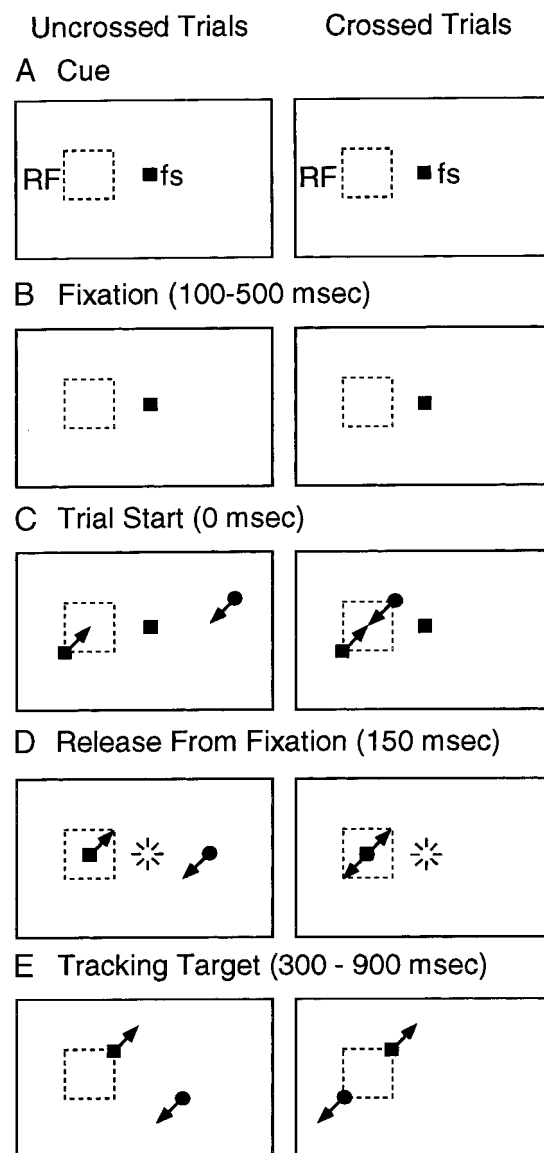 Uncrossed Trials Crossed Trials
A Cue
RF fs RF fs
B Fixation (100-500 msec)
C Trial Start (0 msec)
D Release From Fixation (150 msec)
E Tracking Target (300 - 900 msec)